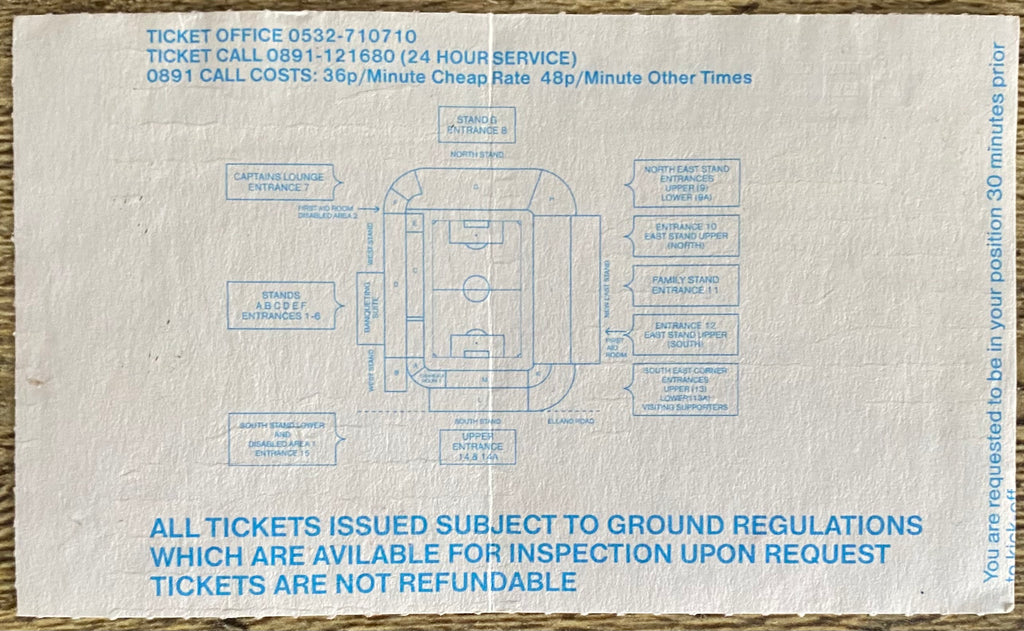 TICKET OFFICE 0532-710710
TICKET CALL 0891-121680 (24 HOUR SERVICE)
0891 CALL COSTS: 36p/Minute Cheap Rate 48p/Minute Other Times
STAND G
ENTRANCE 8
NORTH STAND
CAPTAINS LOUNGE
ENTRANCE 7
FIRST AID ROOM
DISABLED AREA 2
WEST STAND
STANDS
A B C D E F
ENTRANCES 1-6
BANQUETING
SUITE
WEST STAND
SOUTH STAND LOWER
AND
DISABLED AREA 1
ENTRANCE 15
NORTH EAST STAND
ENTRANCES
UPPER (9)
LOWER (9A)
ENTRANCE 10
EAST STAND UPPER
(NORTH)
NEW EAST STAND
FAMILY STAND
ENTRANCE 11
ENTRANCE 12
EAST STAND UPPER
(SOUTH)
FIRST
AID
ROOM
SOUTH EAST CORNER
ENTRANCES
UPPER (13)
LOWER (13A)
VISITING SUPPORTERS
SOUTH STAND
ELLAND ROAD
UPPER
ENTRANCE
14 & 14A
ALL TICKETS ISSUED SUBJECT TO GROUND REGULATIONS
WHICH ARE AVILABLE FOR INSPECTION UPON REQUEST
TICKETS ARE NOT REFUNDABLE
You are requested to be in your position 30 minutes prior
to kick off